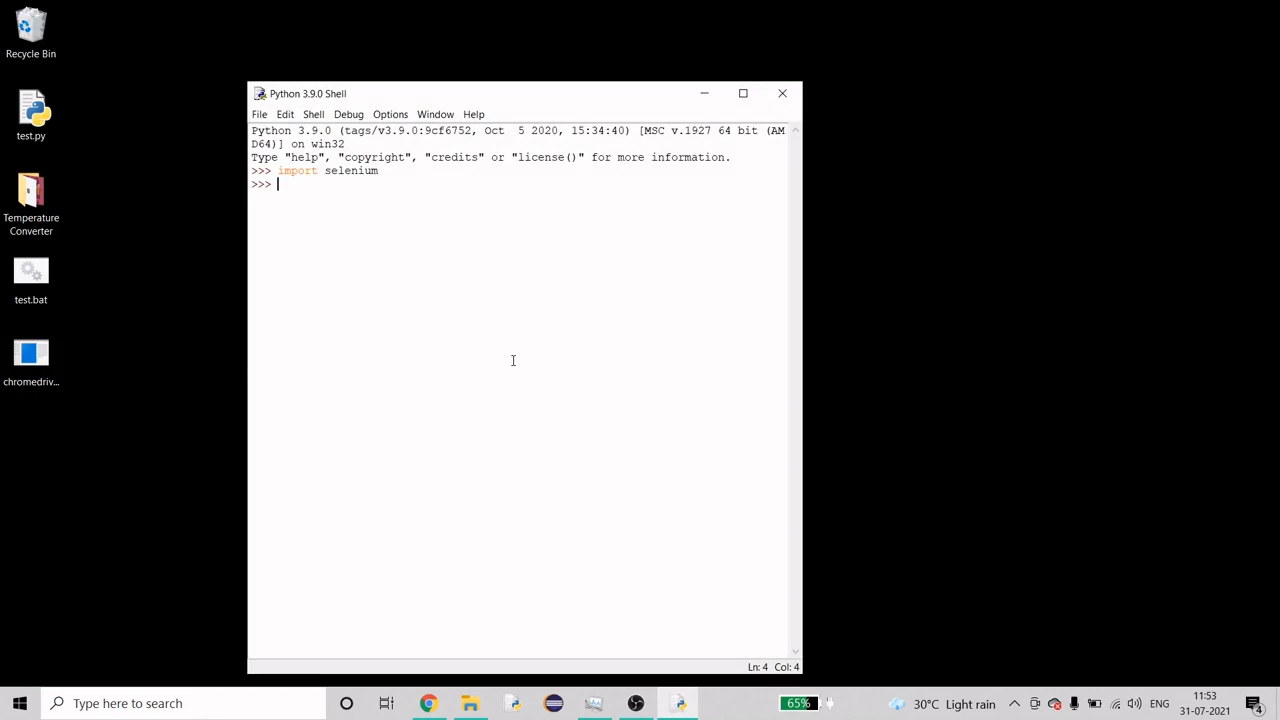 Recycle Bin
test.py
Temperature
Converter
test.bat
chromedriv...
Python 3.9.0 Shell
File Edit Shell Debug Options Window Help
Python 3.9.0 (tags/v3.9.0:9cf6752, Oct  5 2020, 15:34:40) [MSC v.1927 64 bit (AM
D64)] on win32
Type "help", "copyright", "credits" or "license()" for more information.
>>> import selenium
>>>
Ln: 4 Col: 4
Type here to search
65%
30°C Light rain
ENG
11:53
31-07-2021
4